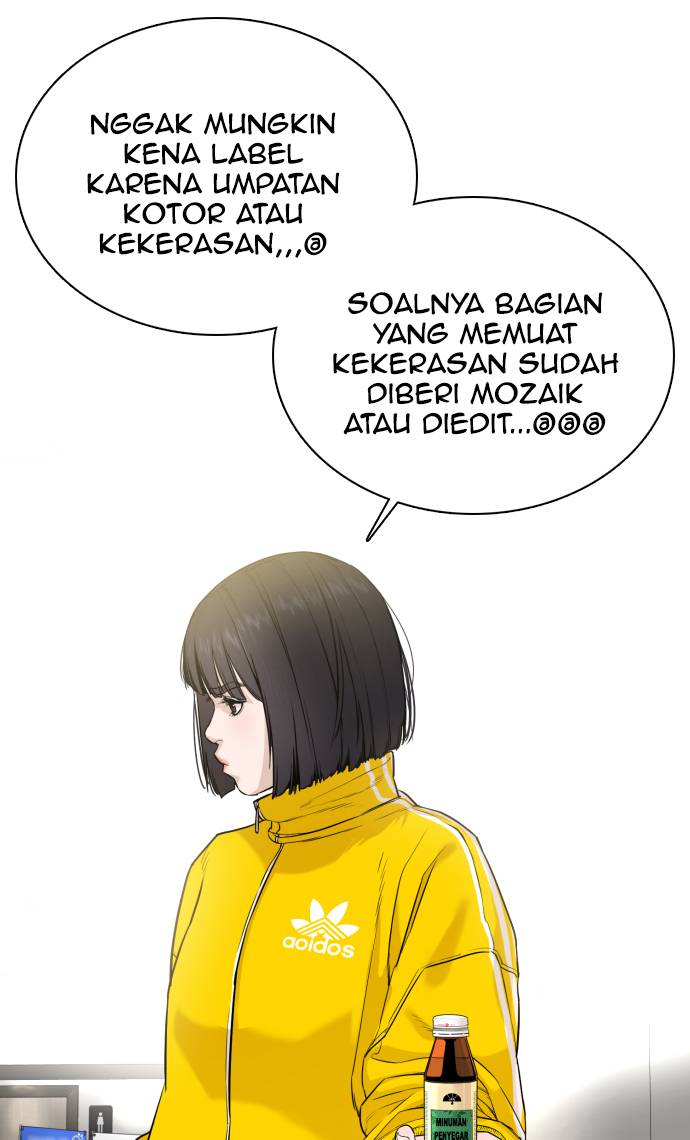 NGGAK MUNGKIN
KENA LABEL
KARENA UMPATAN
KOTOR ATAU
KEKERASAN,,,@
SOALNYA BAGIAN
YANG MEMUAT
KEKERASAN SUDAH
DIBERI MOZAIK
ATAU DIEDIT...@@@
aoidos
MINUMAN
PENYEGAR